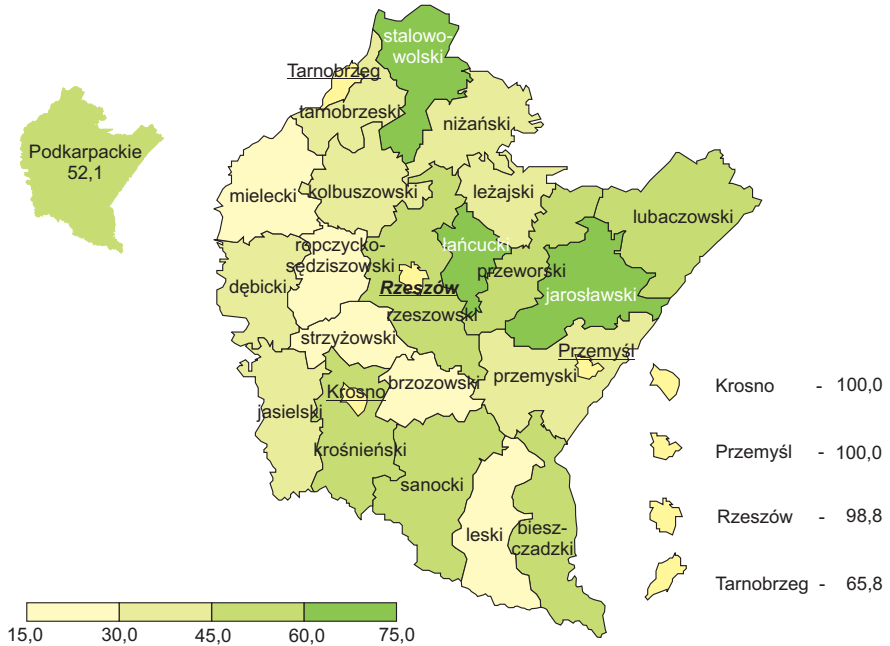 stalowo-
wolski
Tarnobrzeg
tarnobrzeski
niżański
Podkarpackie
52,1
mielecki
kolbuszowski
leżajski
lubaczowski
ropczycko-
sędziszowski
łańcucki
przeworski
dębicki
Rzeszów
jarosławski
rzeszowski
strzyżowski
Przemyśl
brzozowski
przemyski
Krosno
jasielski
krośnieński
sanocki
leski
biesz-
czadzki
Krosno - 100,0
Przemyśl - 100,0
Rzeszów - 98,8
Tarnobrzeg - 65,8
15,0 30,0 45,0 60,0 75,0